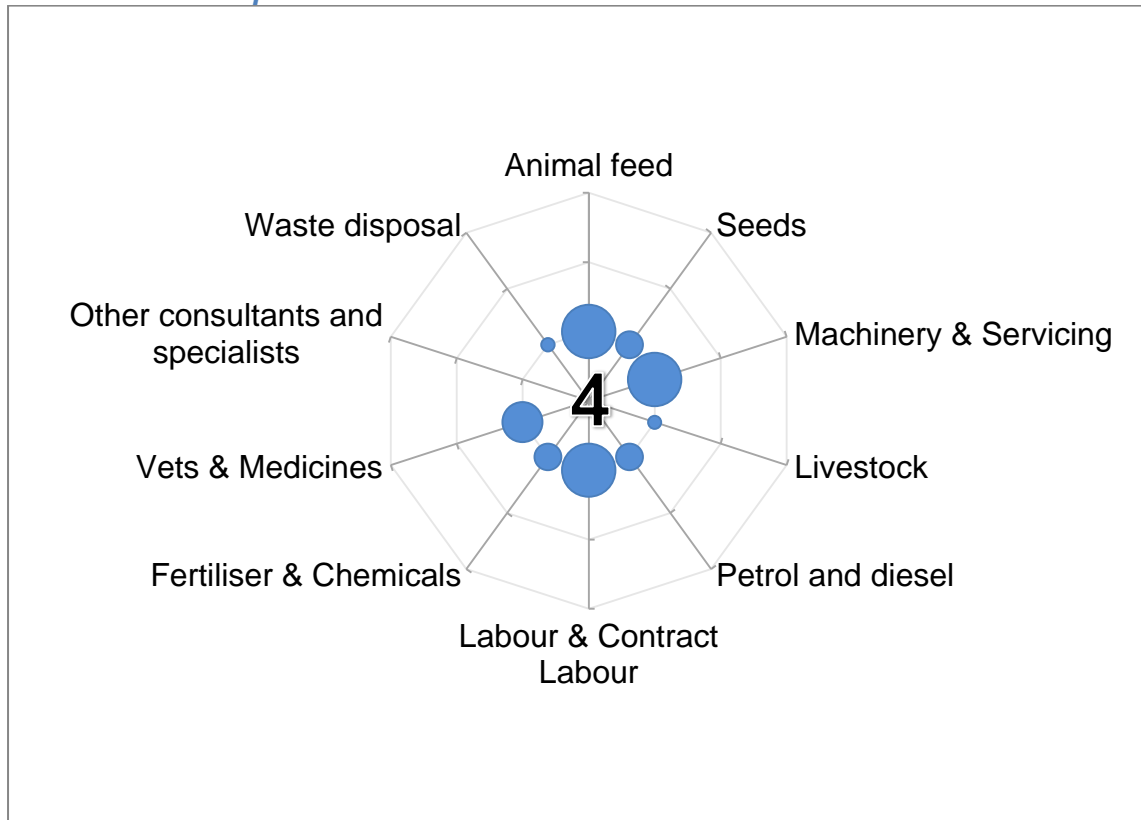 Animal feed
Waste disposal
Seeds
Other consultants and
specialists
Machinery & Servicing
4
Vets & Medicines
Livestock
Fertiliser & Chemicals
Petrol and diesel
Labour & Contract
Labour